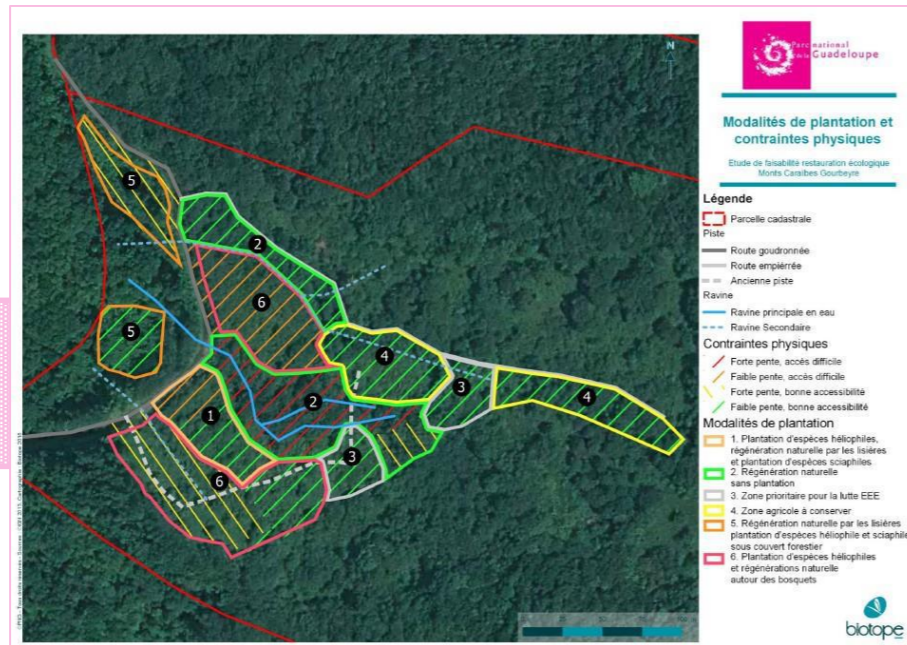 Parc national
de la Guadeloupe
Modalités de plantation et
contraintes physiques
Etude de faisabilité restauration écologique
Monts Caraïbes Gourbeyre
Légende
Parcelle cadastrale
Piste
Route goudronnée
Route empiérrée
Ancienne piste
Ravine
Ravine principale en eau
Ravine Secondaire
Contraintes physiques
Forte pente, accés difficile
Faible pente, accés difficile
Forte pente, bonne accessibilité
Faible pente, bonne accessibilité
Modalités de plantation
1. Plantation d'espèces héliophiles,
régénération naturelle par les lisières
et plantation d'espèces sciaphiles
2. Régénération naturelle
sans plantation
3. Zone prioritaire pour la lutte EEE
4. Zone agricole à conserver
5. Régénération naturelle par les lisières
plantation d'espèces héliophile et sciaphile
sous couvert forestier
6. Plantation d'espèces héliophiles
et régénérations naturelle
autour des bosquets
biotope
N
5
2
6
5
4
3
4
1
2
3
6